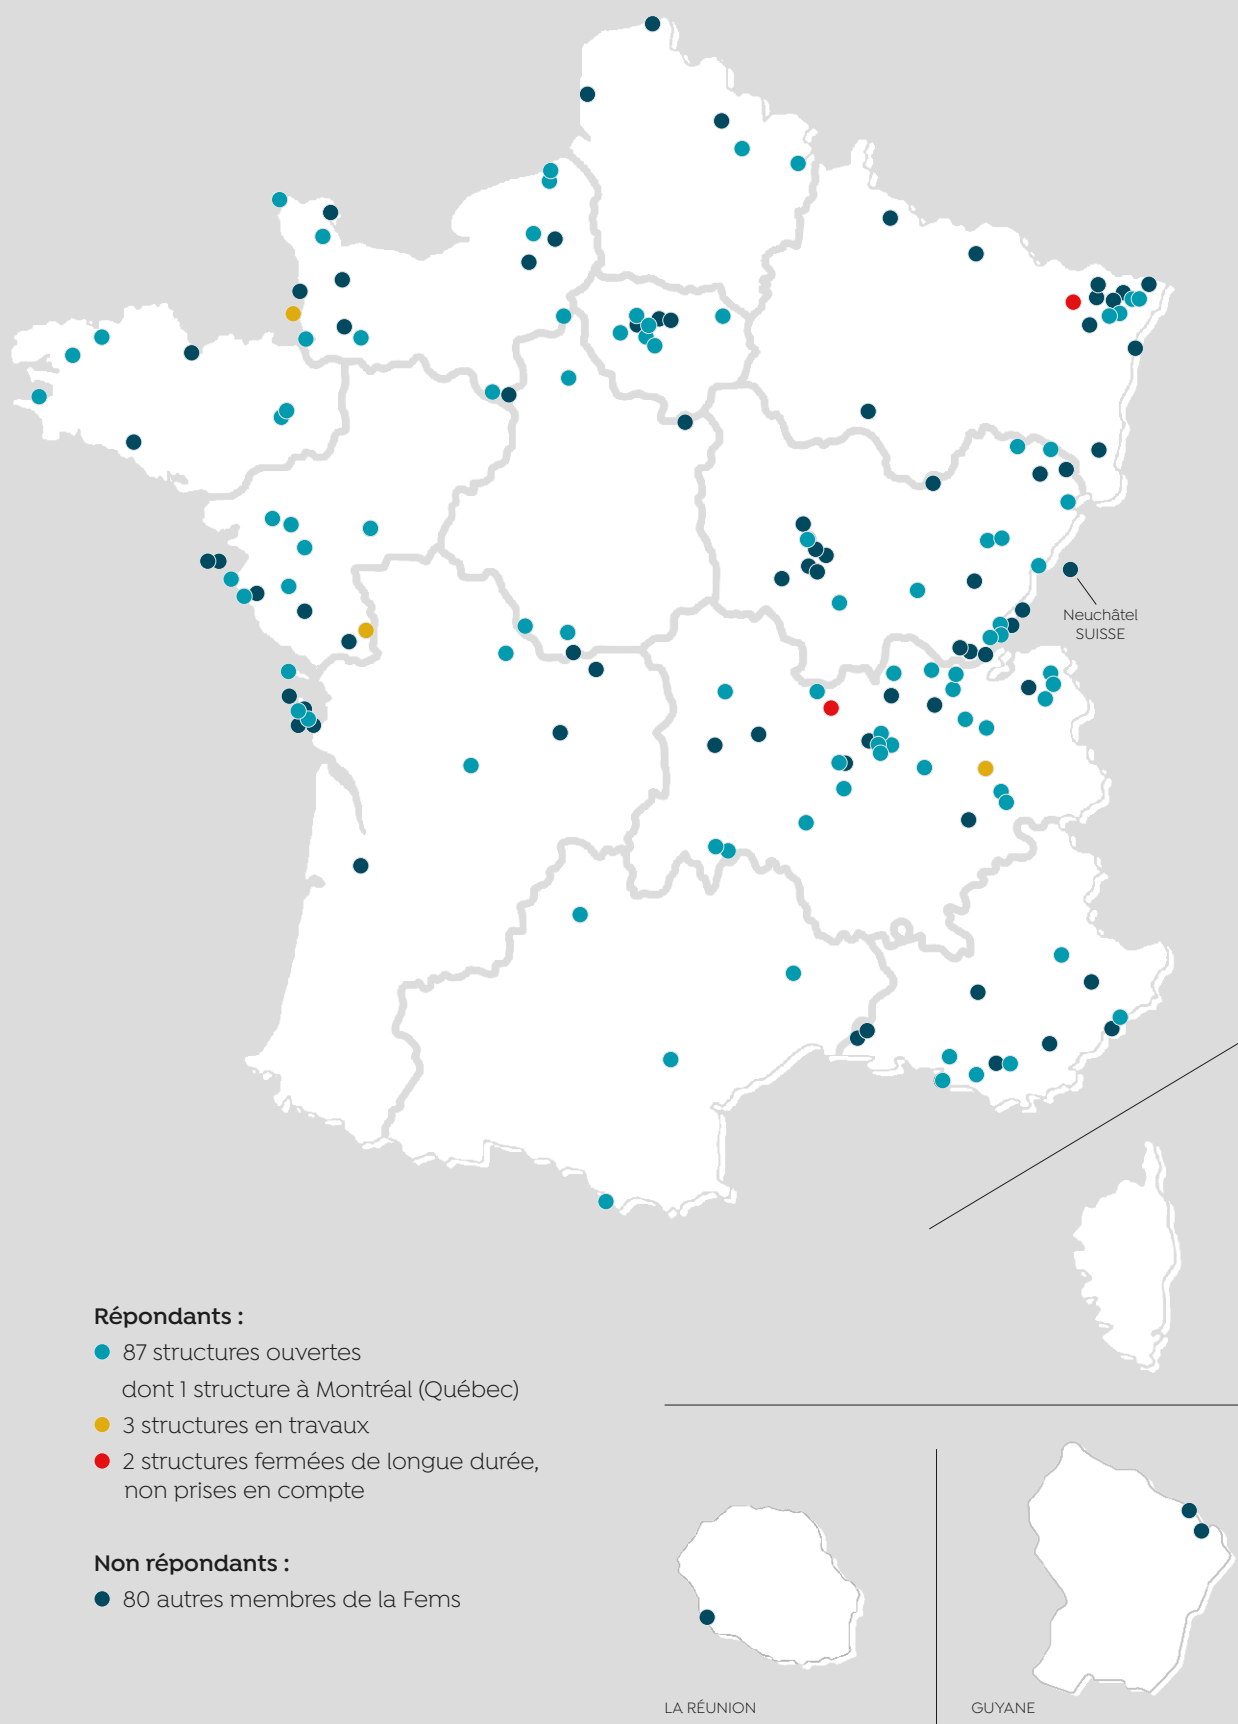 Neuchâtel
SUISSE
Répondants :
87 structures ouvertes
dont 1 structure à Montréal (Québec)
3 structures en travaux
2 structures fermées de longue durée,
non prises en compte
Non répondants :
80 autres membres de la Fems
LA RÉUNION
GUYANE